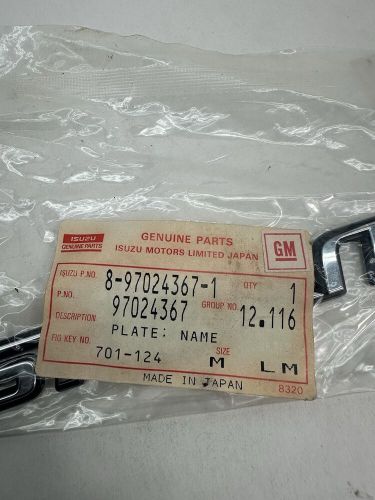 ISUZU
GENUINE PARTS
GENUINE PARTS
ISUZU MOTORS LIMITED JAPAN
GM
ISUZU P.NO. 8-97024367-1 QTY 1
P.NO. 97024367 GROUP NO. 12.116
DESCRIPTION PLATE: NAME
FIG KEY NO. 701-124 SIZE M LM
MADE IN JAPAN
8320